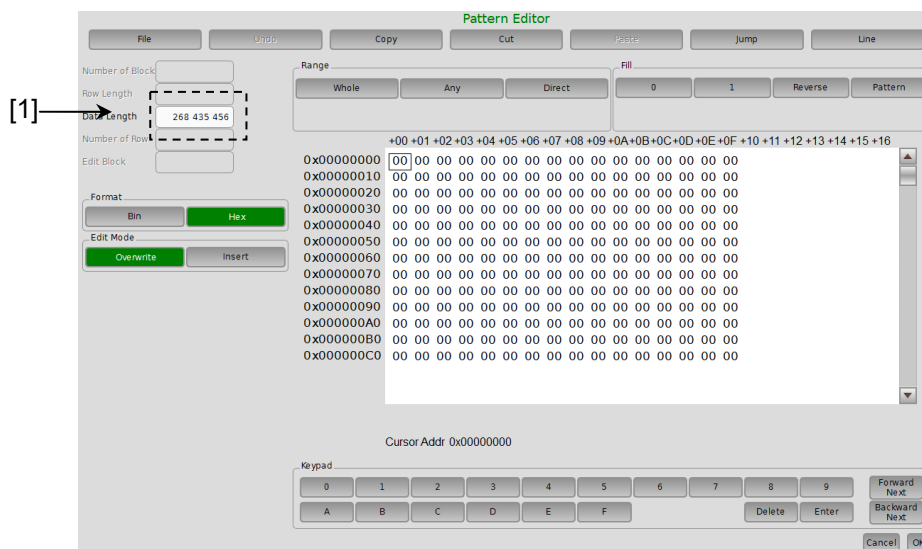 Pattern Editor
File Undo Copy Cut Paste Jump Line
Number of Block
Row Length
[1] Data Length 268 435 456
Number of Row
Edit Block
Range
Whole Any Direct
Fill
0 1 Reverse Pattern
+00 +01 +02 +03 +04 +05 +06 +07 +08 +09 +0A +0B +0C +0D +0E +0F +10 +11 +12 +13 +14 +15 +16
0x00000000 00 00 00 00 00 00 00 00 00 00 00 00 00 00 00 00
0x00000010 00 00 00 00 00 00 00 00 00 00 00 00 00 00 00 00
0x00000020 00 00 00 00 00 00 00 00 00 00 00 00 00 00 00 00
0x00000030 00 00 00 00 00 00 00 00 00 00 00 00 00 00 00 00
0x00000040 00 00 00 00 00 00 00 00 00 00 00 00 00 00 00 00
0x00000050 00 00 00 00 00 00 00 00 00 00 00 00 00 00 00 00
0x00000060 00 00 00 00 00 00 00 00 00 00 00 00 00 00 00 00
0x00000070 00 00 00 00 00 00 00 00 00 00 00 00 00 00 00 00
0x00000080 00 00 00 00 00 00 00 00 00 00 00 00 00 00 00 00
0x00000090 00 00 00 00 00 00 00 00 00 00 00 00 00 00 00 00
0x000000A0 00 00 00 00 00 00 00 00 00 00 00 00 00 00 00 00
0x000000B0 00 00 00 00 00 00 00 00 00 00 00 00 00 00 00 00
0x000000C0 00 00 00 00 00 00 00 00 00 00 00 00 00 00 00 00
Format
Bin Hex
Edit Mode
Overwrite Insert
Cursor Addr 0x00000000
Keypad
0 1 2 3 4 5 6 7 8 9 Forward Next
A B C D E F Delete Enter Backward Next
Cancel